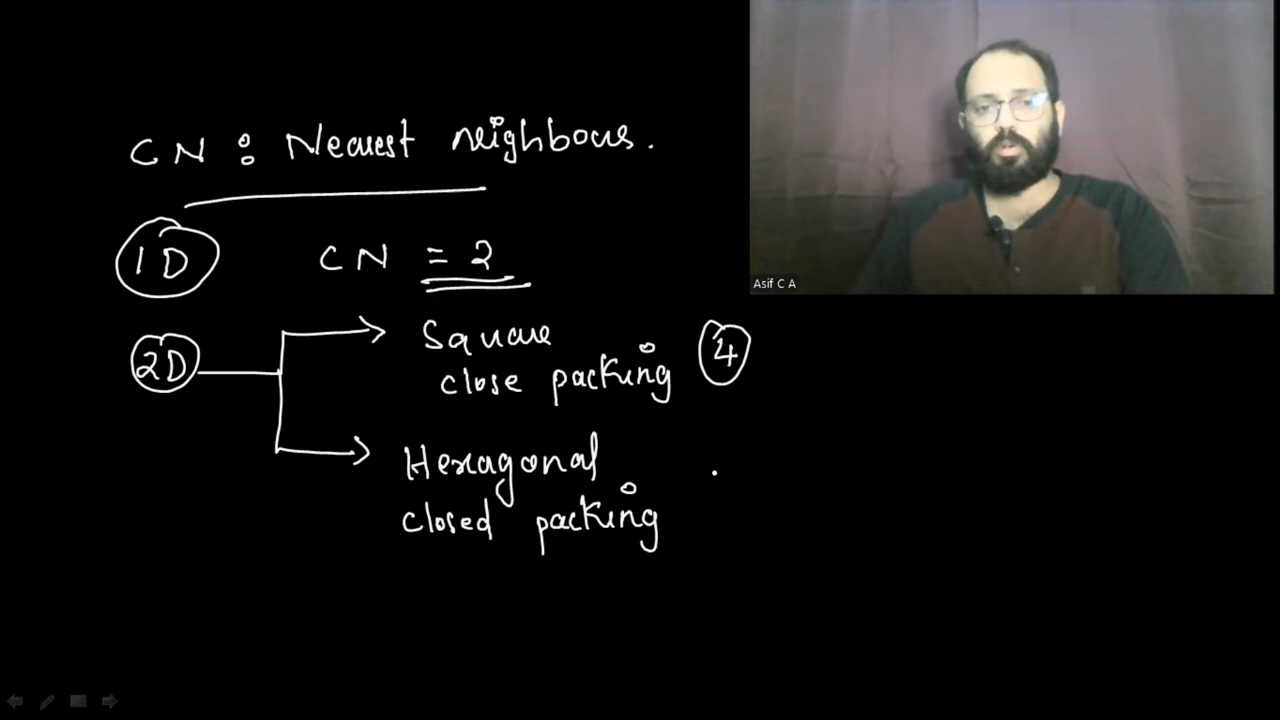 CN : Nearest neighbours.
1D CN = 2
2D
Square
close packing 4
Hexagonal
closed packing
Asif C A